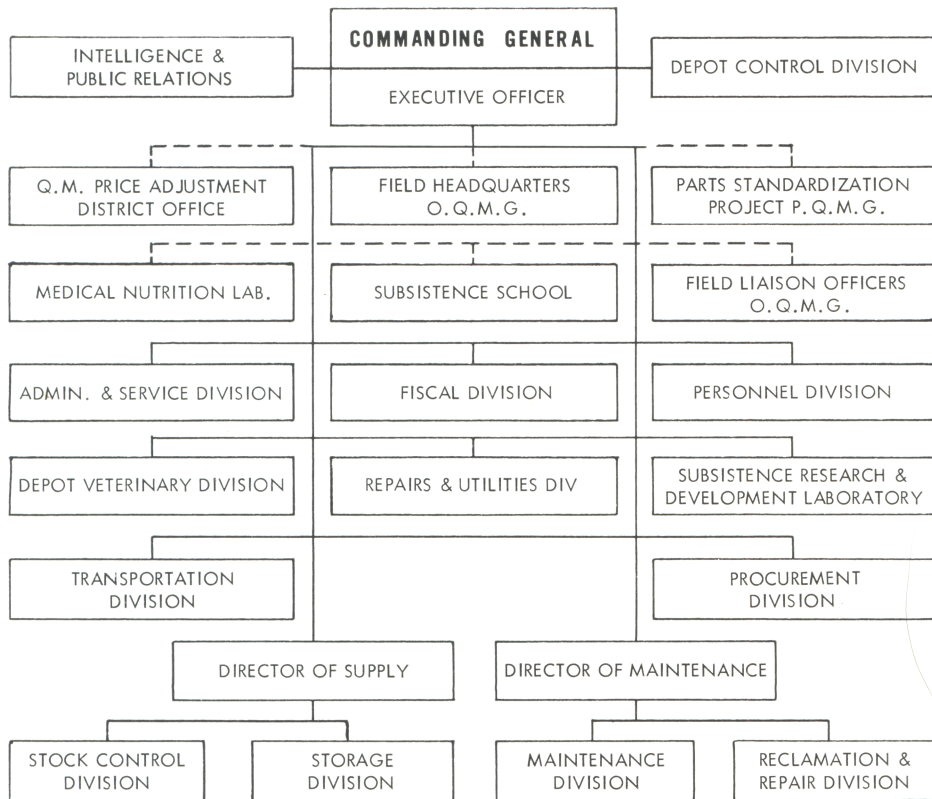 COMMANDING GENERAL
INTELLIGENCE &
PUBLIC RELATIONS
DEPOT CONTROL DIVISION
EXECUTIVE OFFICER
Q.M. PRICE ADJUSTMENT
DISTRICT OFFICE
FIELD HEADQUARTERS
O.Q.M.G.
PARTS STANDARDIZATION
PROJECT P.Q.M.G.
MEDICAL NUTRITION LAB.
SUBSISTENCE SCHOOL
FIELD LIAISON OFFICERS
O.Q.M.G.
ADMIN. & SERVICE DIVISION
FISCAL DIVISION
PERSONNEL DIVISION
DEPOT VETERINARY DIVISION
REPAIRS & UTILITIES DIV
SUBSISTENCE RESEARCH &
DEVELOPMENT LABORATORY
TRANSPORTATION
DIVISION
PROCUREMENT
DIVISION
DIRECTOR OF SUPPLY
DIRECTOR OF MAINTENANCE
STOCK CONTROL
DIVISION
STORAGE
DIVISION
MAINTENANCE
DIVISION
RECLAMATION &
REPAIR DIVISION